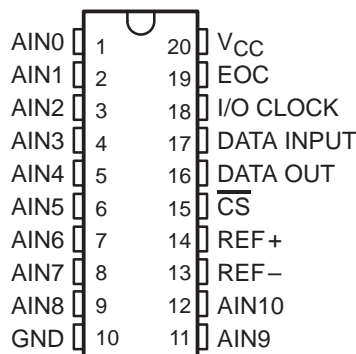 AIN0 1 20 VCC
AIN1 2 19 EOC
AIN2 3 18 I/O CLOCK
AIN3 4 17 DATA INPUT
AIN4 5 16 DATA OUT
AIN5 6 15 C̅S̅
AIN6 7 14 REF+
AIN7 8 13 REF−
AIN8 9 12 AIN10
GND 10 11 AIN9